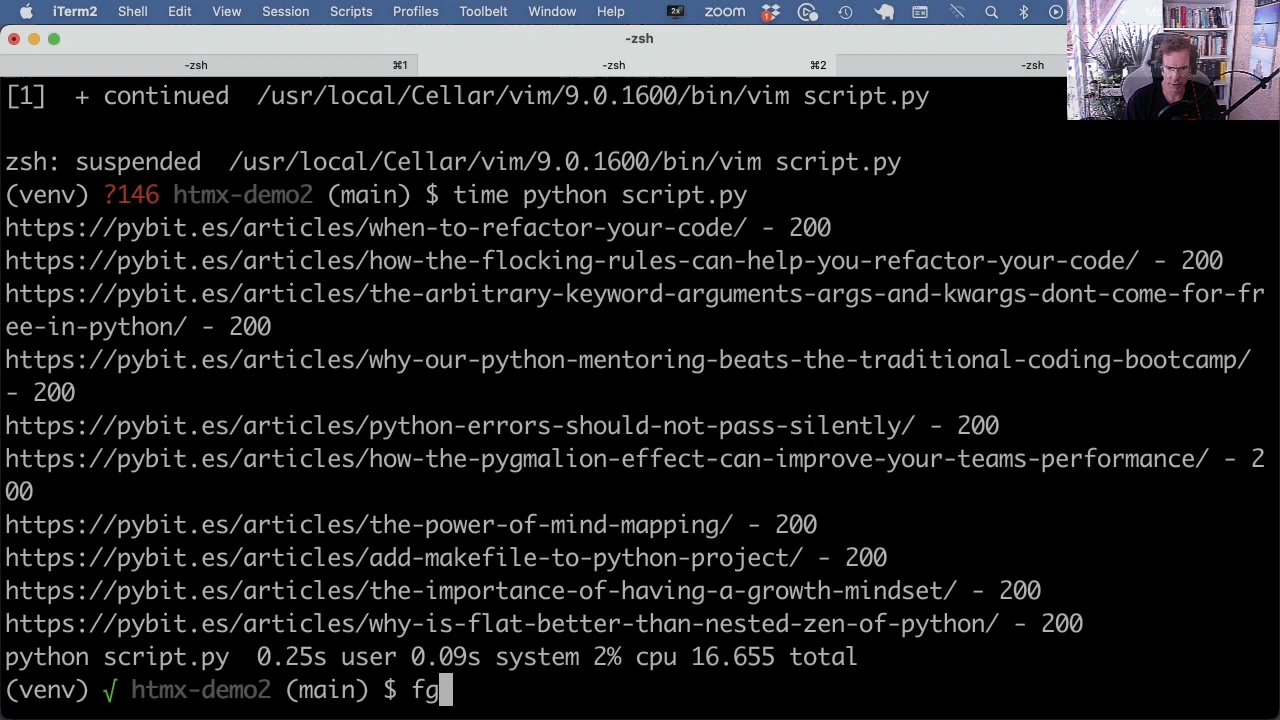 iTerm2 Shell Edit View Session Scripts Profiles Toolbelt Window Help 2x zoom 1
-zsh
-zsh ⌘1 -zsh ⌘2 -zsh
[1]  + continued  /usr/local/Cellar/vim/9.0.1600/bin/vim script.py
zsh: suspended  /usr/local/Cellar/vim/9.0.1600/bin/vim script.py
(venv) ?146 htmx-demo2 (main) $ time python script.py
https://pybit.es/articles/when-to-refactor-your-code/ - 200
https://pybit.es/articles/how-the-flocking-rules-can-help-you-refactor-your-code/ - 200
https://pybit.es/articles/the-arbitrary-keyword-arguments-args-and-kwargs-dont-come-for-fr
ee-in-python/ - 200
https://pybit.es/articles/why-our-python-mentoring-beats-the-traditional-coding-bootcamp/
- 200
https://pybit.es/articles/python-errors-should-not-pass-silently/ - 200
https://pybit.es/articles/how-the-pygmalion-effect-can-improve-your-teams-performance/ - 2
00
https://pybit.es/articles/the-power-of-mind-mapping/ - 200
https://pybit.es/articles/add-makefile-to-python-project/ - 200
https://pybit.es/articles/the-importance-of-having-a-growth-mindset/ - 200
https://pybit.es/articles/why-is-flat-better-than-nested-zen-of-python/ - 200
python script.py  0.25s user 0.09s system 2% cpu 16.655 total
(venv) √ htmx-demo2 (main) $ fg